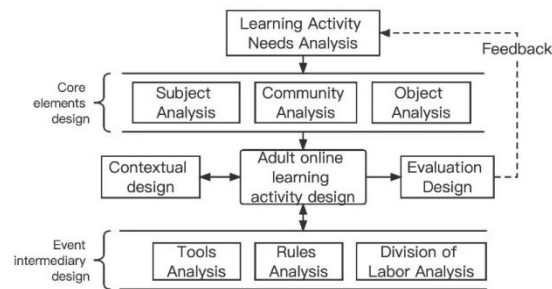 Learning Activity
Needs Analysis
Feedback
Core
elements
design
Subject
Analysis
Community
Analysis
Object
Analysis
Contextual
design
Adult online
learning
activity design
Evaluation
Design
Event
intermediary
design
Tools
Analysis
Rules
Analysis
Division of
Labor Analysis